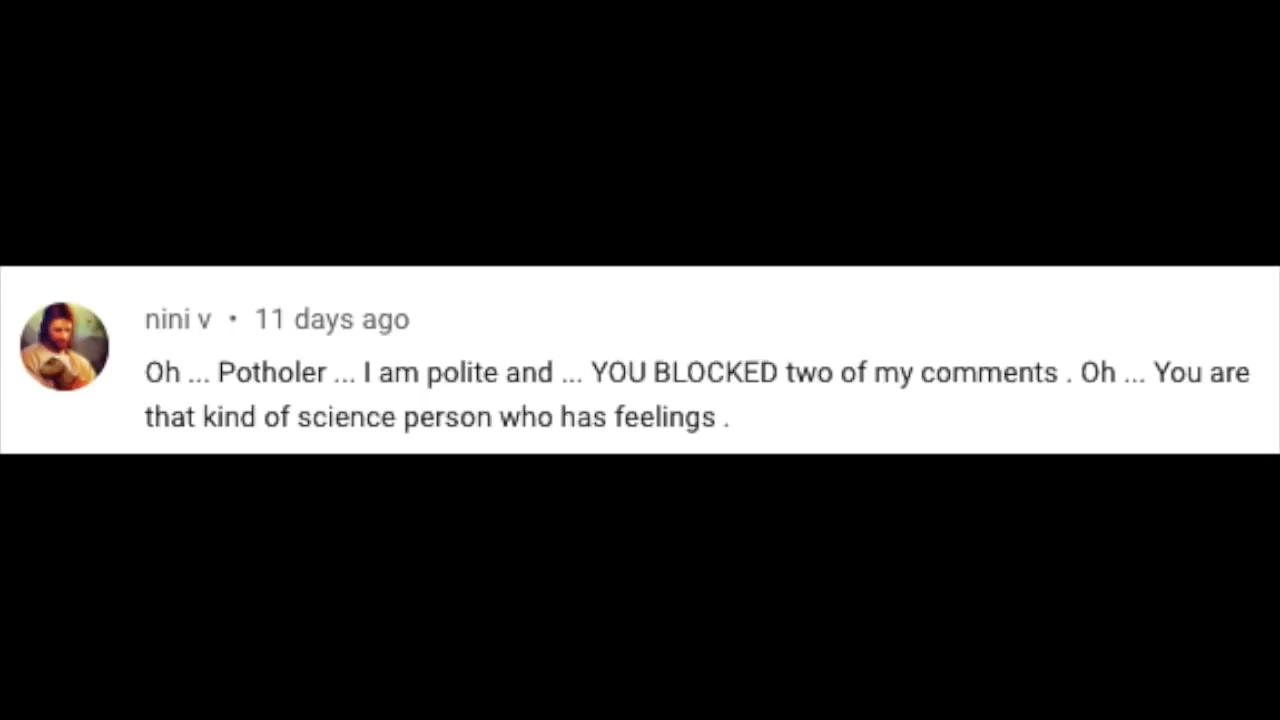 nini v • 11 days ago
Oh ... Potholer ... I am polite and ... YOU BLOCKED two of my comments . Oh ... You are
that kind of science person who has feelings .